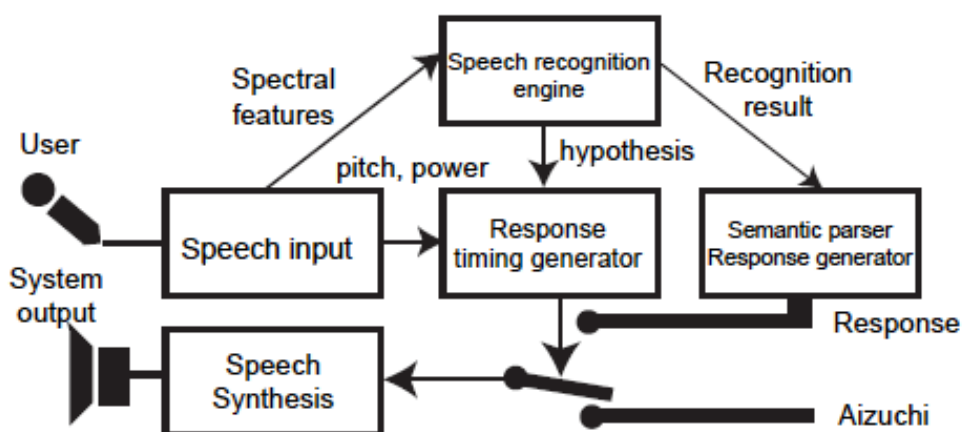 Speech recognition
engine
Spectral
features
Recognition
result
User
pitch, power
hypothesis
Speech input
Response
timing generator
Semantic parser
Response generator
System
output
Response
Speech
Synthesis
Aizuchi